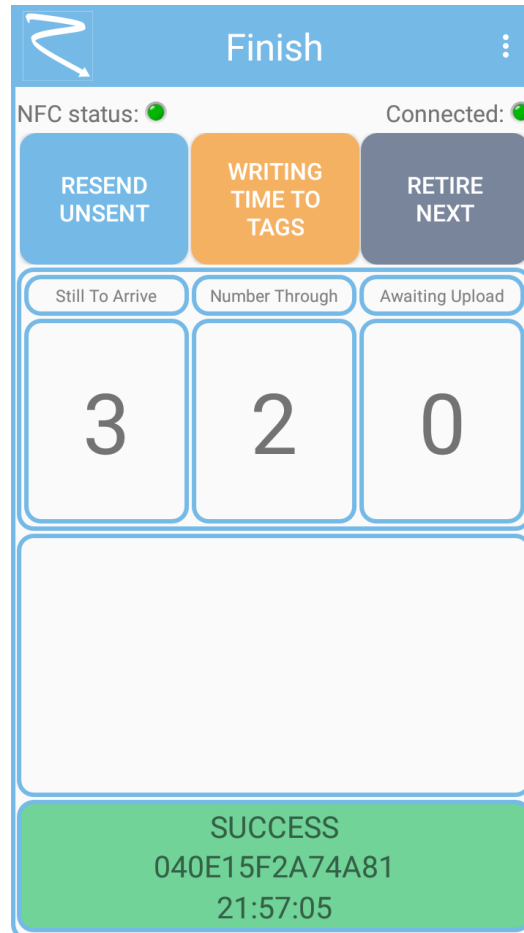 Finish
NFC status:
Connected:
RESEND
UNSENT
WRITING
TIME TO
TAGS
RETIRE
NEXT
Still To Arrive
Number Through
Awaiting Upload
3
2
0
SUCCESS
040E15F2A74A81
21:57:05